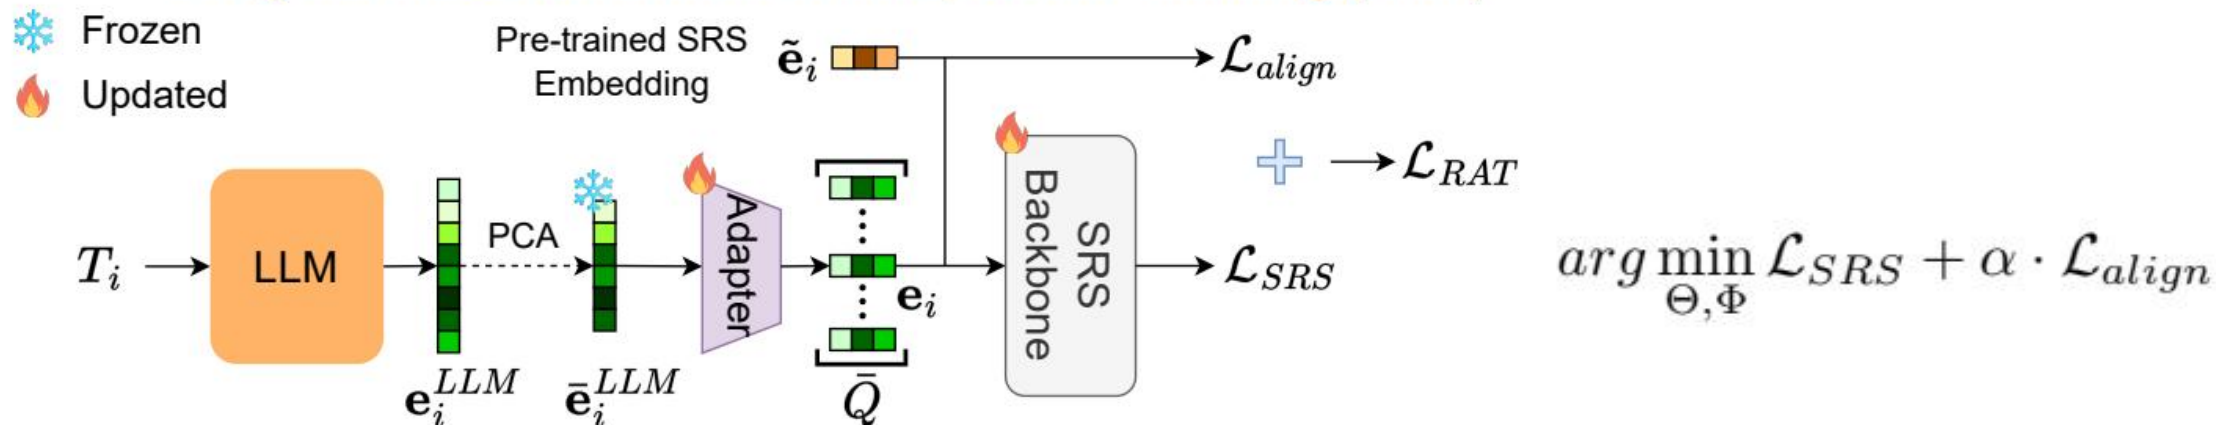 Frozen
Updated
Pre-trained SRS
Embedding
ẽ_i
𝓛_align
𝓛_RAT
T_i
LLM
PCA
Adapter
e_i
SRS
Backbone
𝓛_SRS
arg min_{Θ,Φ} 𝓛_SRS + α · 𝓛_align
e_i^{LLM}
ē_i^{LLM}
Q̄